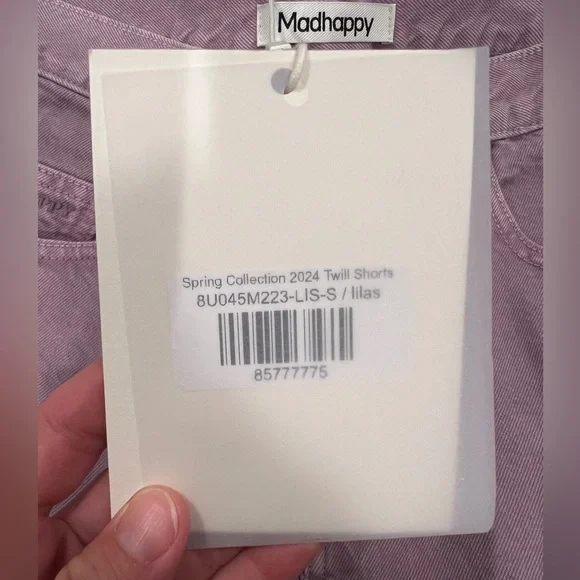 Madhappy
Spring Collection 2024 Twill Shorts
8U045M223-LIS-S / lilas
85777775